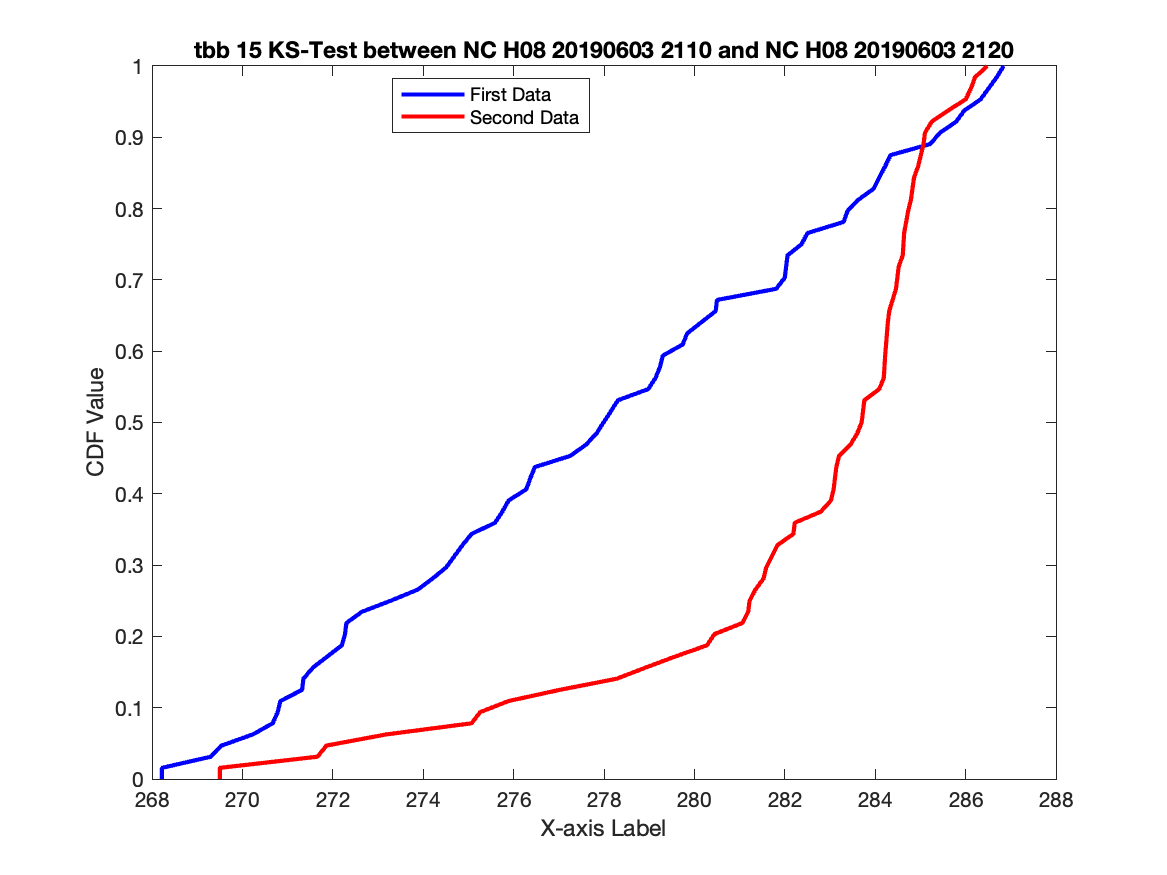 tbb 15 KS-Test between NC H08 20190603 2110 and NC H08 20190603 2120
First Data
Second Data
1
0.9
0.8
0.7
0.6
0.5
0.4
0.3
0.2
0.1
0
CDF Value
268 270 272 274 276 278 280 282 284 286 288
X-axis Label